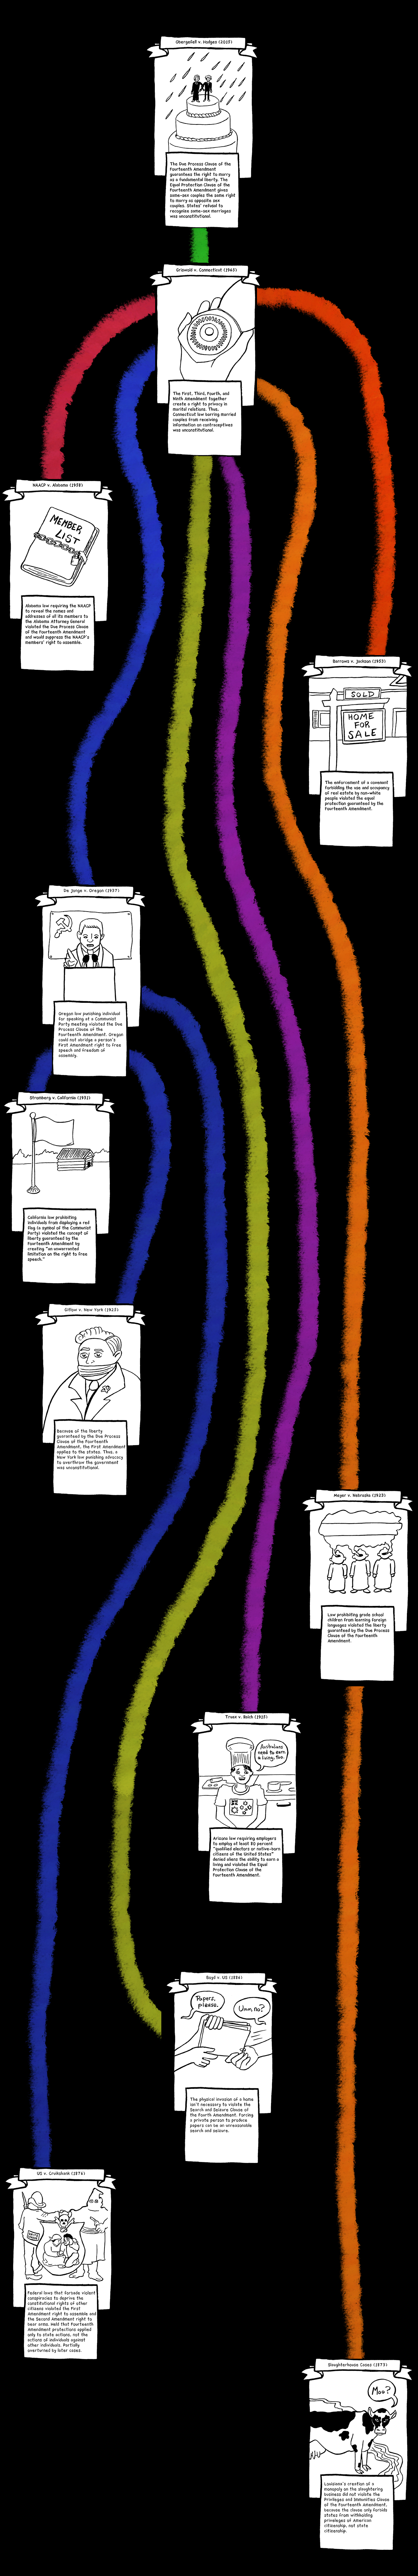 Obergefell v. Hodges (2015)
The Due Process Clause of the
Fourteenth Amendment
guarantees the right to marry
as a fundamental liberty. The
Equal Protection Clause of the
Fourteenth Amendment gives
same-sex couples the same right
to marry as opposite sex
couples. States' refusal to
recognize same-sex marriages
was unconstitutional.
Griswold v. Connecticut (1965)
The First, Third, Fourth, and
Ninth Amendment together
create a right to privacy in
marital relations. Thus,
Connecticut law barring married
couples from receiving
information on contraceptives
was unconstitutional.
NAACP v. Alabama (1958)
MEMBER
LIST
Alabama law requiring the NAACP
to reveal the names and
addresses of all its members to
the Alabama Attorney General
violated the Due Process Clause
of the Fourteenth Amendment
and would suppress the NAACP's
members' right to assemble.
Barrows v. Jackson (1953)
SOLD
HOME
FOR
SALE
The enforcement of a covenant
forbidding the use and occupancy
of real estate by non-white
people violated the equal
protection guaranteed by the
Fourteenth Amendment.
De Jonge v. Oregon (1937)
Oregon law punishing individual
for speaking at a Communist
Party meeting violated the Due
Process Clause of the
Fourteenth Amendment. Oregon
could not abridge a person's
First Amendment right to free
speech and freedom of
assembly.
Stromberg v. California (1931)
California law prohibiting
individuals from displaying a red
flag (a symbol of the Communist
Party) violated the concept of
liberty guaranteed by the
Fourteenth Amendment by
creating "an unwarranted
limitation on the right to free
speech."
Gitlow v. New York (1925)
Because of the liberty
guaranteed by the Due Process
Clause of the Fourteenth
Amendment, the First Amendment
applies to the states. Thus, a
New York law punishing advocacy
to overthrow the government
was unconstitutional.
Meyer v. Nebraska (1923)
Law prohibiting grade school
children from learning foreign
languages violated the liberty
guaranteed by the Due Process
Clause of the Fourteenth
Amendment.
Truax v. Raich (1915)
Australians
need to earn
a living, too.
Arizona law requiring employers
to employ at least 80 percent
"qualified electors or native-born
citizens of the United States"
denied aliens the ability to earn a
living and violated the Equal
Protection Clause of the
Fourteenth Amendment.
Boyd v. US (1886)
Papers,
please.
Umm, no?
The physical invasion of a home
isn't necessary to violate the
Search and Seizure Clause of
the Fourth Amendment. Forcing
a private person to produce
papers can be an unreasonable
search and seizure.
US v. Cruikshank (1876)
Federal laws that forbade violent
conspiracies to deprive the
constitutional rights of other
citizens violated the First
Amendment right to assemble and
the Second Amendment right to
bear arms. Held that Fourteenth
Amendment protections applied
only to state actions, not the
actions of individuals against
other individuals. Partially
overturned by later cases.
Slaughterhouse Cases (1873)
Moo?
Louisiana's creation of a
monopoly on the slaughtering
business did not violate the
Privileges and Immunities Clause
of the Fourteenth Amendment,
because the clause only forbids
states from withholding
privileges of American
citizenship, not state
citizenship.